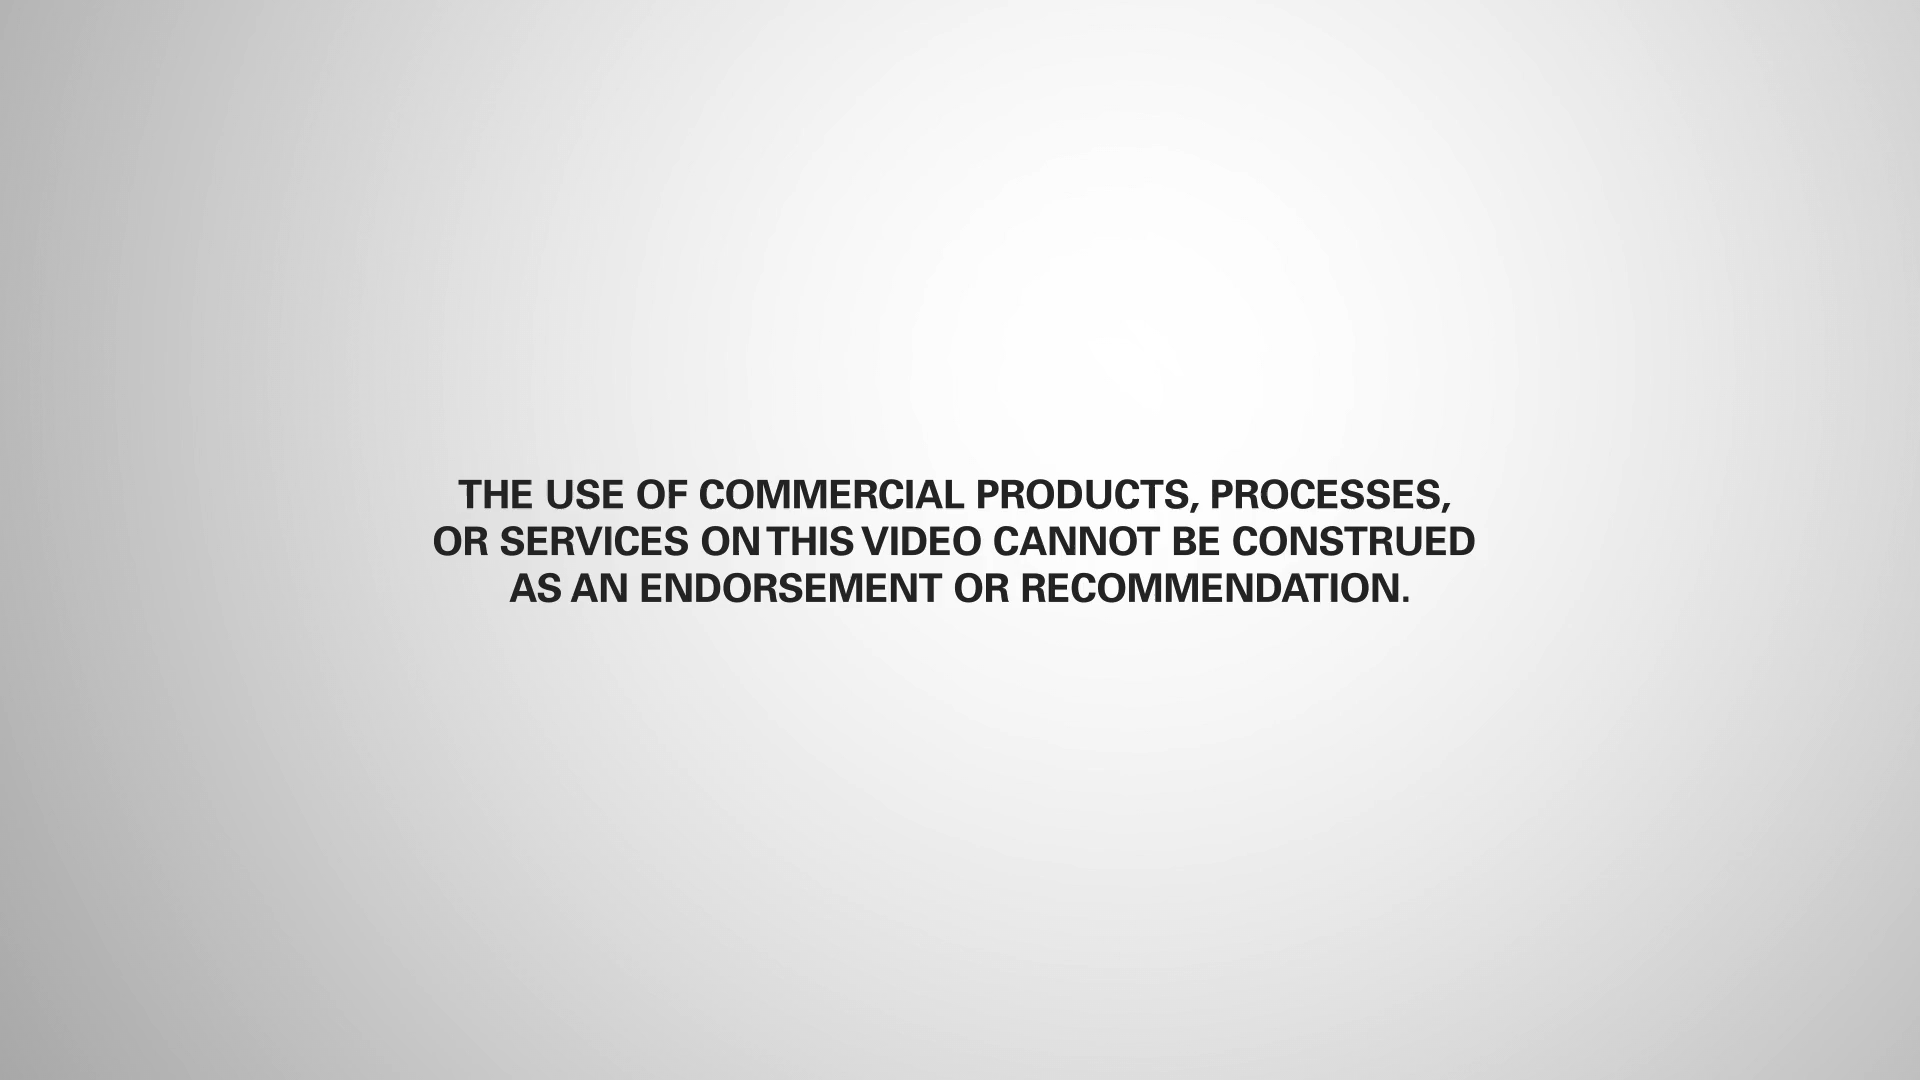 THE USE OF COMMERCIAL PRODUCTS, PROCESSES,
OR SERVICES ON THIS VIDEO CANNOT BE CONSTRUED
AS AN ENDORSEMENT OR RECOMMENDATION.